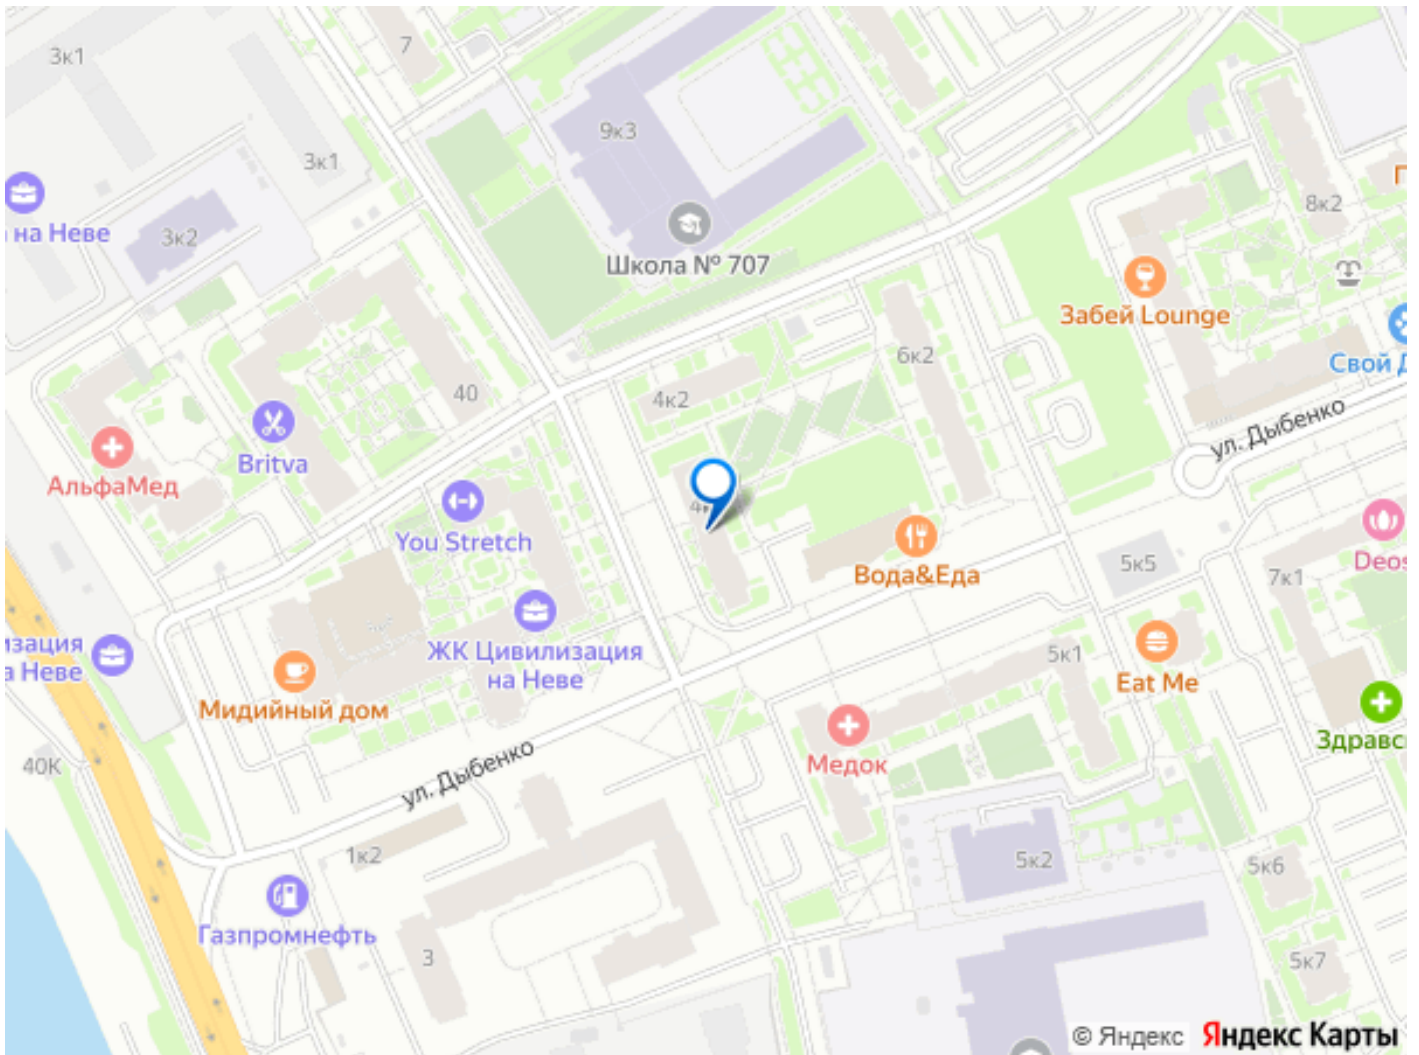 7
3к1
9к3
3к1
на Неве
3к2
8к2
Школа № 707
Забей Lounge
6к2
Свой Д
40
4к2
ул. Дыбенко
Britva
АльфаМед
You Stretch
Вода&Еда
5к5
7к1
Deos
ЖК Цивилизация
на Неве
изация
а Неве
5к1
Eat Me
Мидийный дом
Здравс
Медок
40К
ул. Дыбенко
1к2
5к2
5к6
Газпромнефть
3
5к7
© Яндекс Яндекс Карты